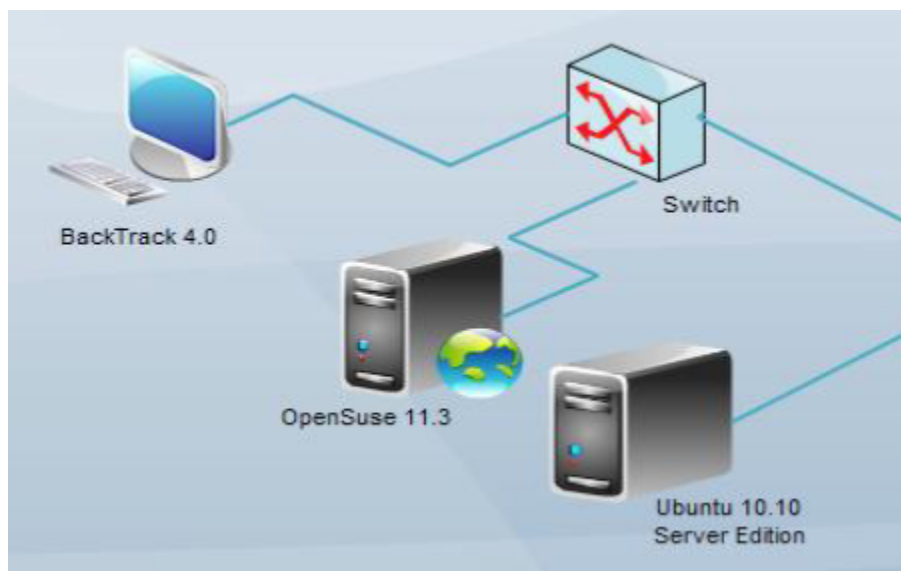 Switch
BackTrack 4.0
OpenSuse 11.3
Ubuntu 10.10
Server Edition